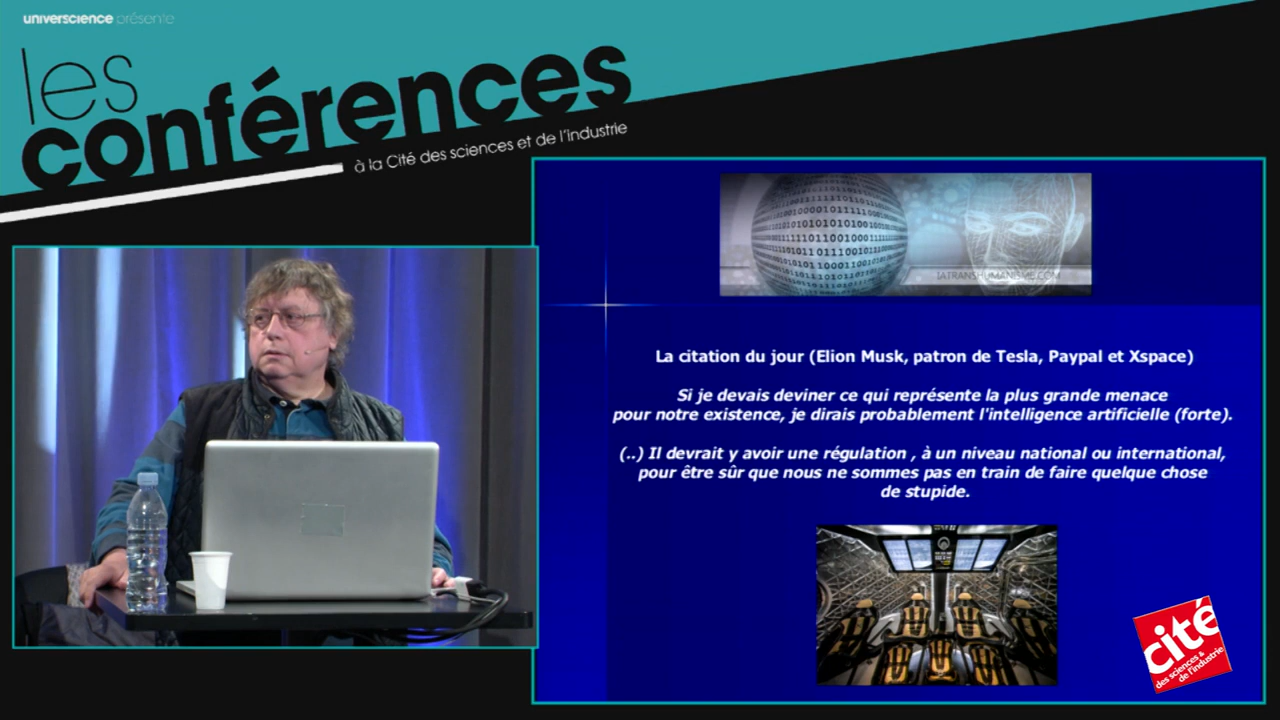 universcience présente
les
conférences
à la Cité des sciences et de l'industrie
IATRANSHUMANISME.COM
La citation du jour (Elion Musk, patron de Tesla, Paypal et Xspace)
Si je devais deviner ce qui représente la plus grande menace
pour notre existence, je dirais probablement l'intelligence artificielle (forte).
(..) Il devrait y avoir une régulation , à un niveau national ou international,
pour être sûr que nous ne sommes pas en train de faire quelque chose
de stupide.
cité
des sciences &
de l'industrie